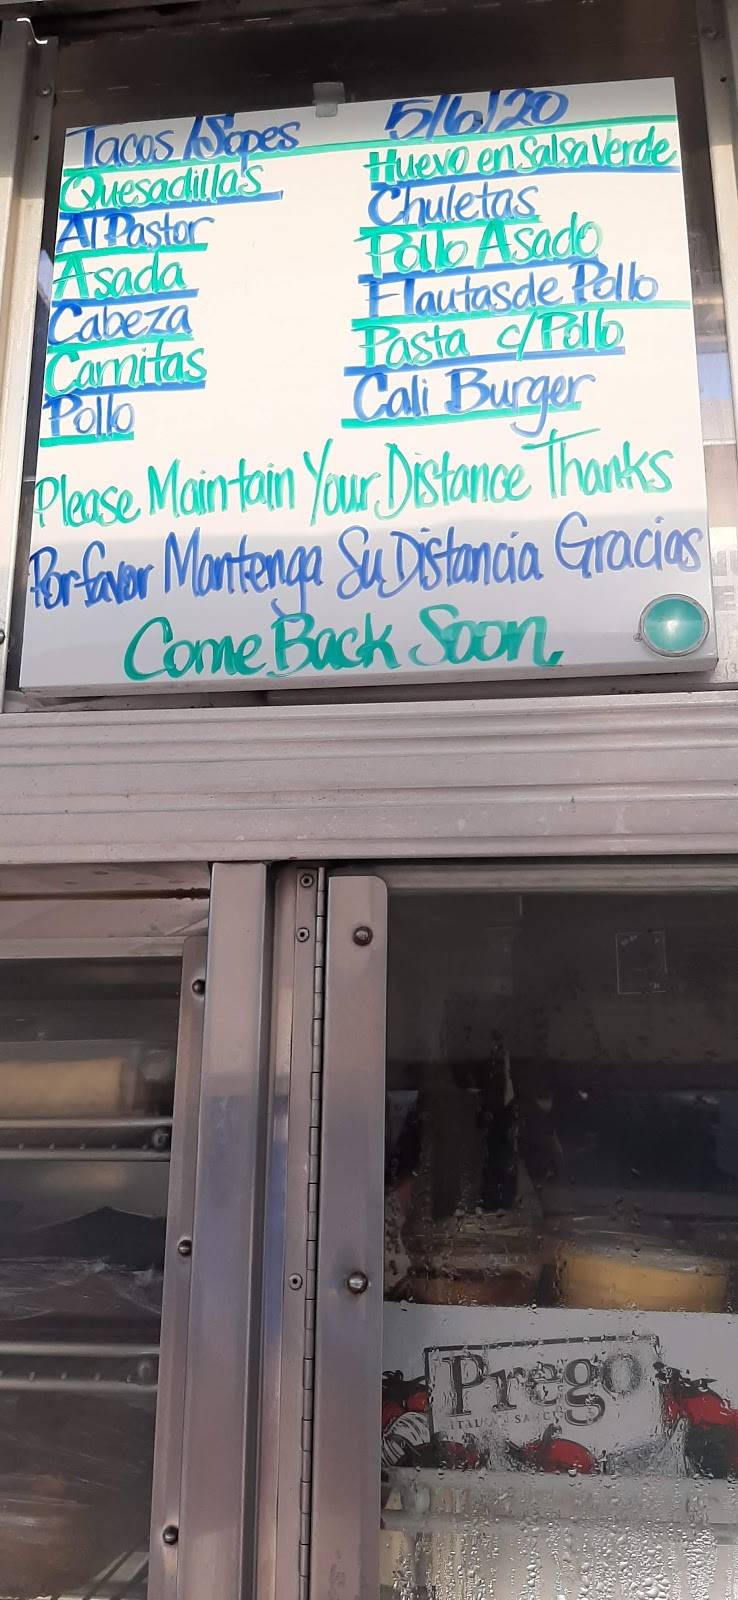 Tacos/Sopes
Quesadillas
Al Pastor
Asada
Cabeza
Carnitas
Pollo
5/6/20
Huevo en Salsa Verde
Chuletas
Pollo Asado
Flautas de Pollo
Pasta c/Pollo
Cali Burger
Please Maintain Your Distance Thanks
Por favor Mantenga Su Distancia Gracias
Come Back Soon.
Prego